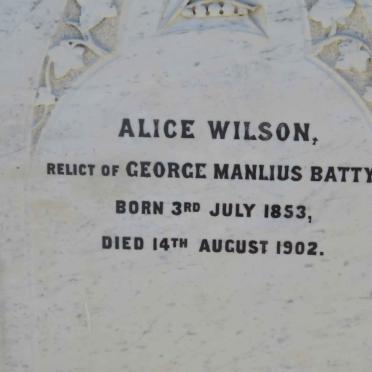 ALICE WILSON,
RELICT OF GEORGE MANLIUS BATTY
BORN 3RD JULY 1853,
DIED 14TH AUGUST 1902.